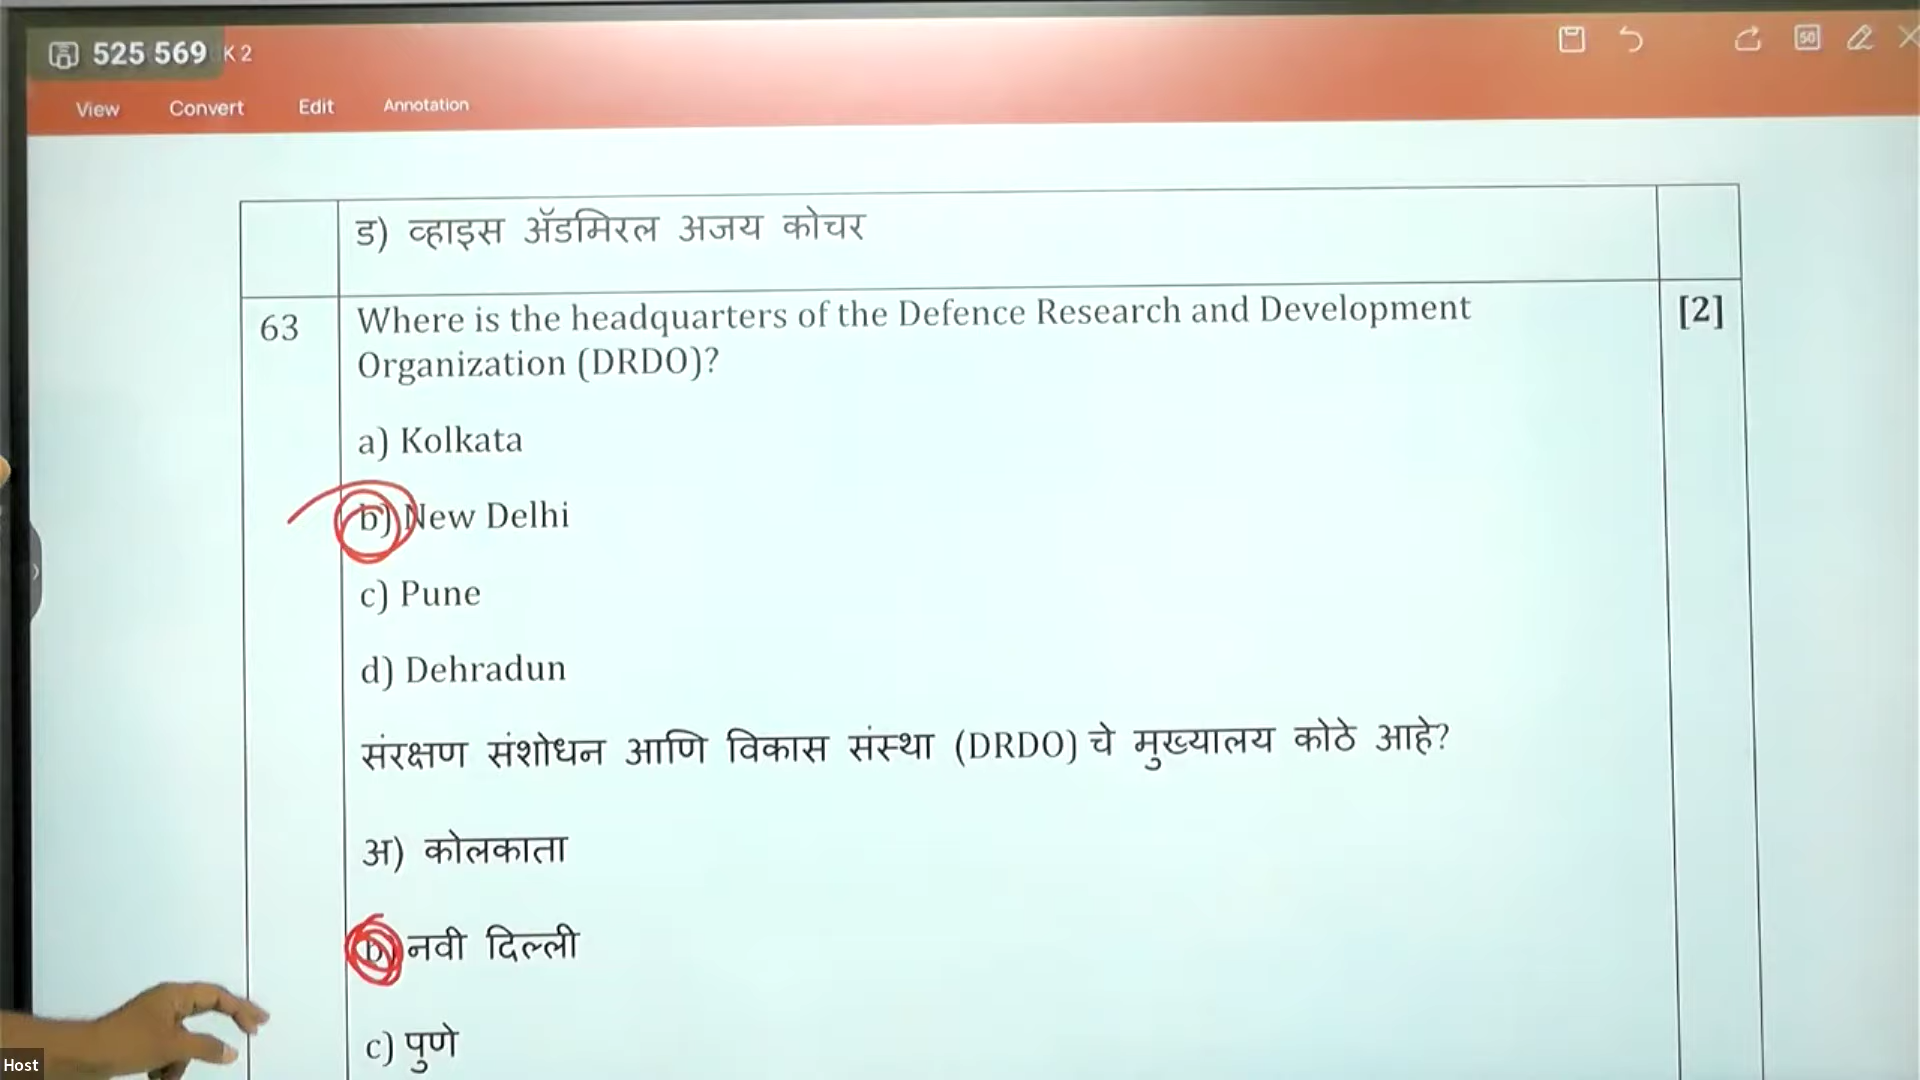 525 569 K 2
50
View Convert Edit Annotation
ड) व्हाइस ॲडमिरल अजय कोचर
63 Where is the headquarters of the Defence Research and Development [2]
Organization (DRDO)?
a) Kolkata
b) New Delhi
c) Pune
d) Dehradun
संरक्षण संशोधन आणि विकास संस्था (DRDO) चे मुख्यालय कोठे आहे?
अ) कोलकाता
b) नवी दिल्ली
c) पुणे
Host